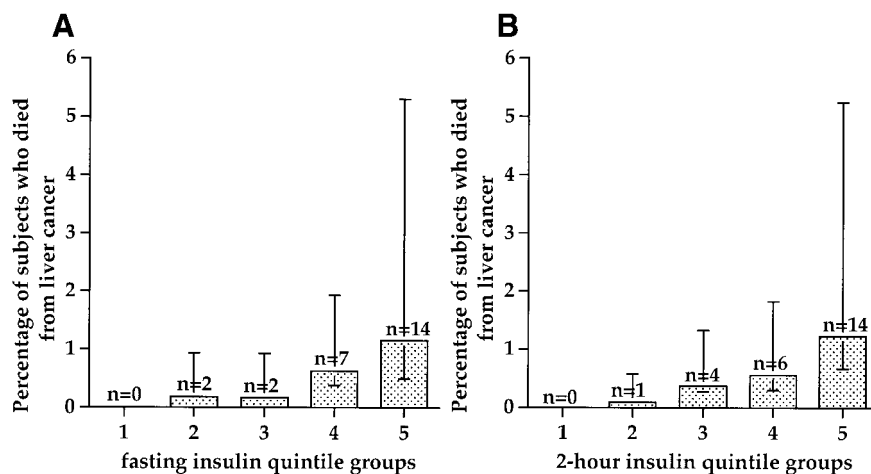 A
Percentage of subjects who died
from liver cancer
6
5
4
3
2
1
0
n=0
n=2
n=2
n=7
n=14
1 2 3 4 5
fasting insulin quintile groups
B
Percentage of subjects who died
from liver cancer
6
5
4
3
2
1
0
n=0
n=1
n=4
n=6
n=14
1 2 3 4 5
2-hour insulin quintile groups